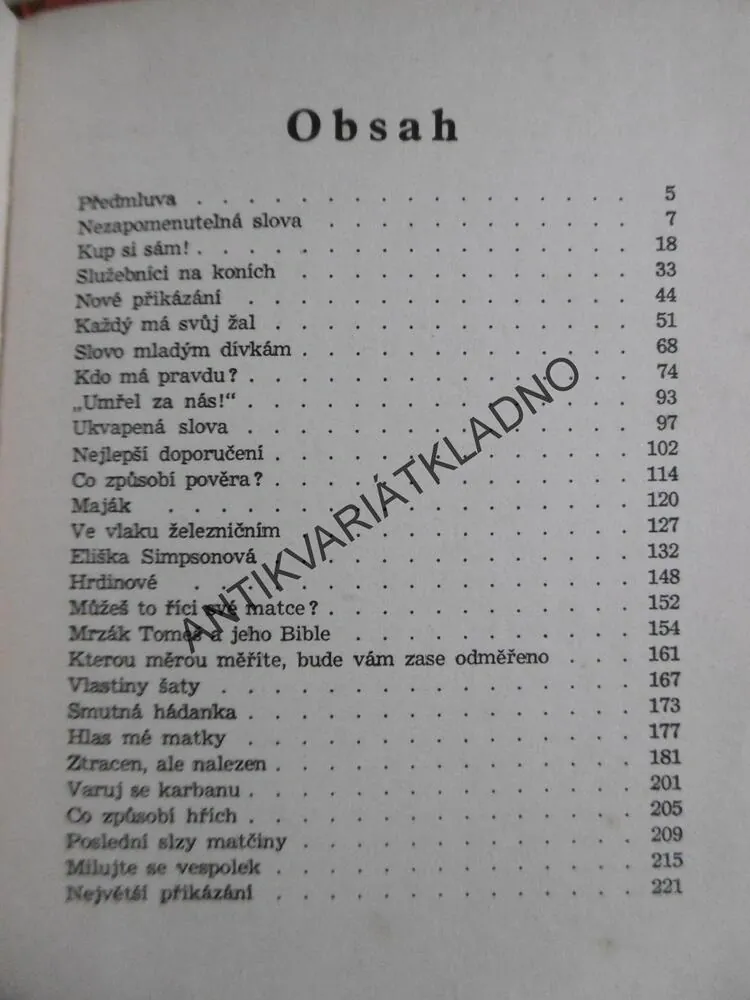 Obsah
Předmluva . . . . . . . . . . . . . . . . . 5
Nezapomenutelná slova . . . . . . . . . . . . 7
Kup si sám! . . . . . . . . . . . . . . . . . 18
Služebníci na koních . . . . . . . . . . . . . 33
Nové přikázání . . . . . . . . . . . . . . . 44
Každý má svůj žal . . . . . . . . . . . . . . 51
Slovo mladým dívkám . . . . . . . . . . . . . 68
Kdo má pravdu? . . . . . . . . . . . . . . . 74
„Umřel za nás!“ . . . . . . . . . . . . . . . 93
Ukvapená slova . . . . . . . . . . . . . . . 97
Nejlepší doporučení . . . . . . . . . . . . . . 102
Co způsobí pověra? . . . . . . . . . . . . . . 114
Maják . . . . . . . . . . . . . . . . . . 120
Ve vlaku železničním . . . . . . . . . . . . . 127
Eliška Simpsonová . . . . . . . . . . . . . . 132
Hrdinové . . . . . . . . . . . . . . . . . 148
Můžeš to říci své matce? . . . . . . . . . . . . 152
Mrzák Tomeš a jeho Bible . . . . . . . . . . . 154
Kterou měrou měříte, bude vám zase odměřeno . . . 161
Vlastiny šaty . . . . . . . . . . . . . . . . 167
Smutná hádanka . . . . . . . . . . . . . . . 173
Hlas mé matky . . . . . . . . . . . . . . . 177
Ztracen, ale nalezen . . . . . . . . . . . . . . 181
Varuj se karbanu . . . . . . . . . . . . . . . 201
Co způsobí hřích . . . . . . . . . . . . . . . 205
Poslední slzy matčiny . . . . . . . . . . . . . 209
Milujte se vespolek . . . . . . . . . . . . . . 215
Největší přikázání . . . . . . . . . . . . . . 221
ANTIKVARIÁTKLADNO